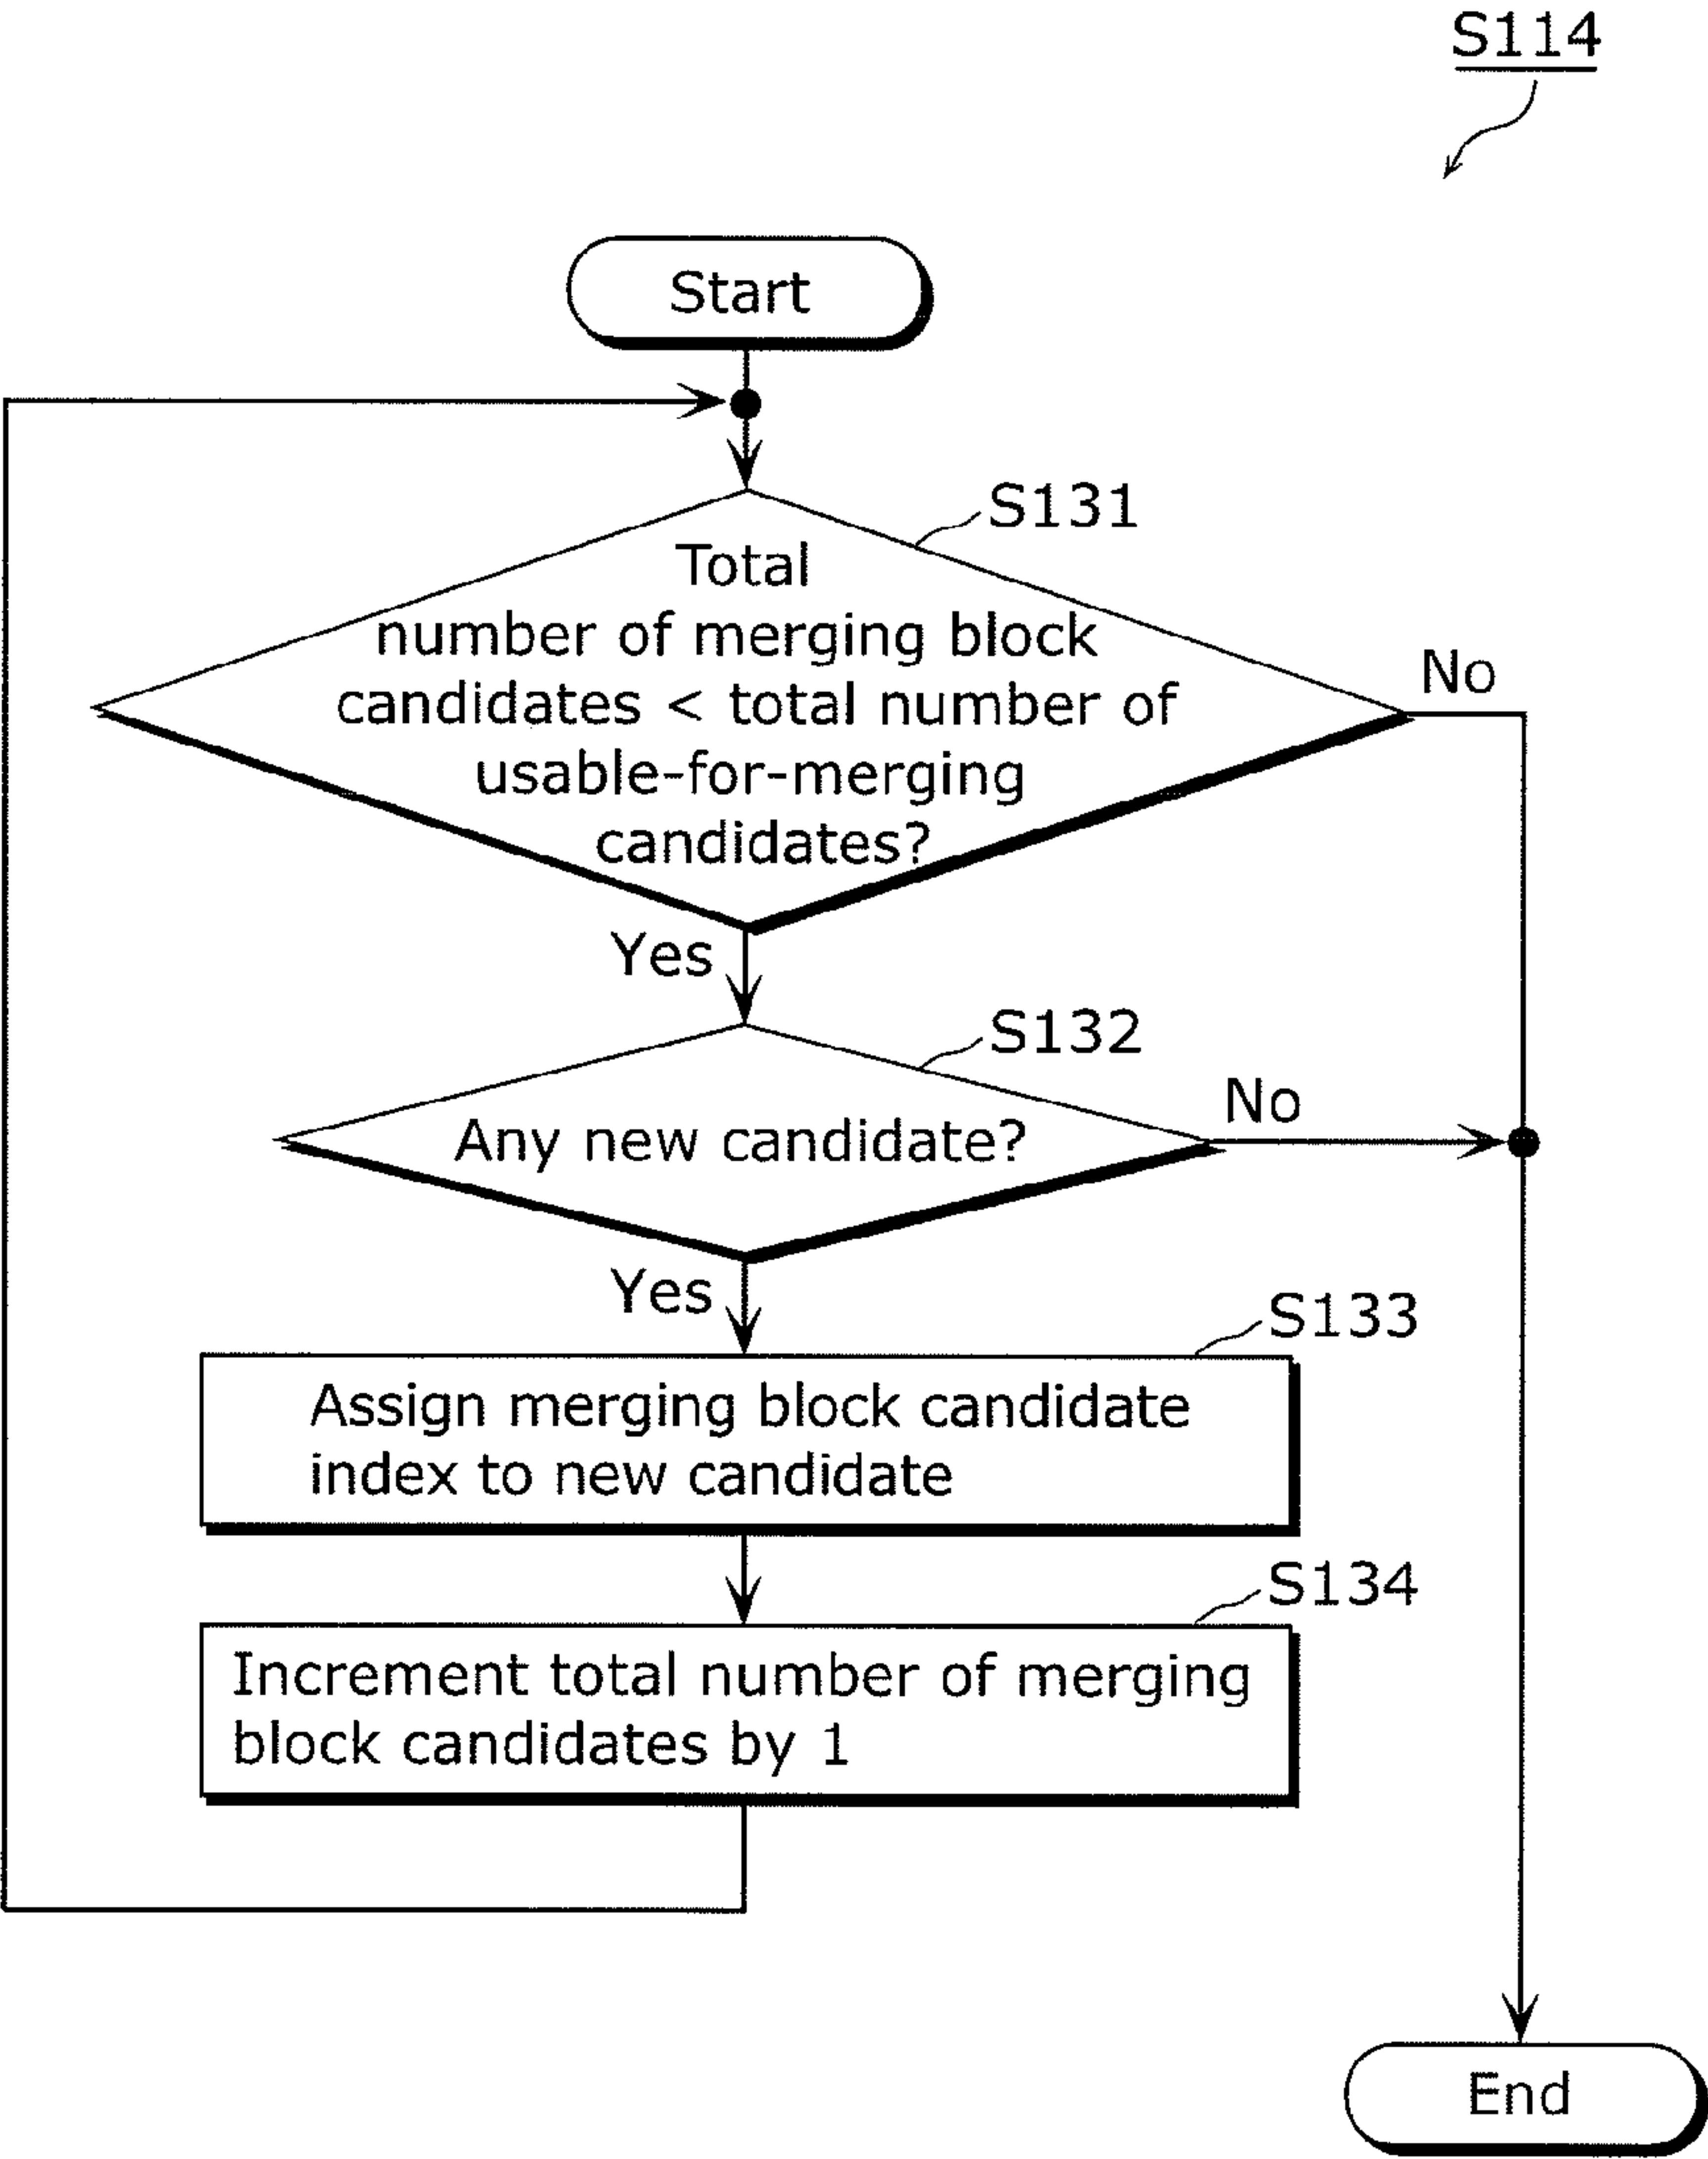 S114
Start
S131
Total
number of merging block
candidates < total number of
usable-for-merging
candidates?
No
Yes
S132
Any new candidate?
No
Yes
S133
Assign merging block candidate
index to new candidate
S134
Increment total number of merging
block candidates by 1
End